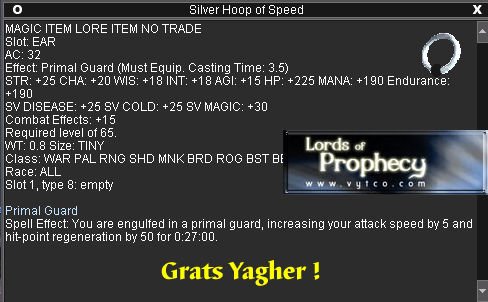 O Silver Hoop of Speed X
MAGIC ITEM LORE ITEM NO TRADE
Slot: EAR
AC: 32
Effect: Primal Guard (Must Equip. Casting Time: 3.5)
STR: +25 CHA: +20 WIS: +18 INT: +18 AGI: +15 HP: +225 MANA: +190 Endurance:
+190
SV DISEASE: +25 SV COLD: +25 SV MAGIC: +30
Combat Effects: +15
Required level of 65.
WT: 0.8 Size: TINY
Class: WAR PAL RNG SHD MNK BRD ROG BST
Race: ALL
Slot 1, type 8: empty
Lords of
Prophecy
www.vytco.com
Primal Guard
Spell Effect: You are engulfed in a primal guard, increasing your attack speed by 5 and
hit-point regeneration by 50 for 0:27:00.
Grats Yagher !